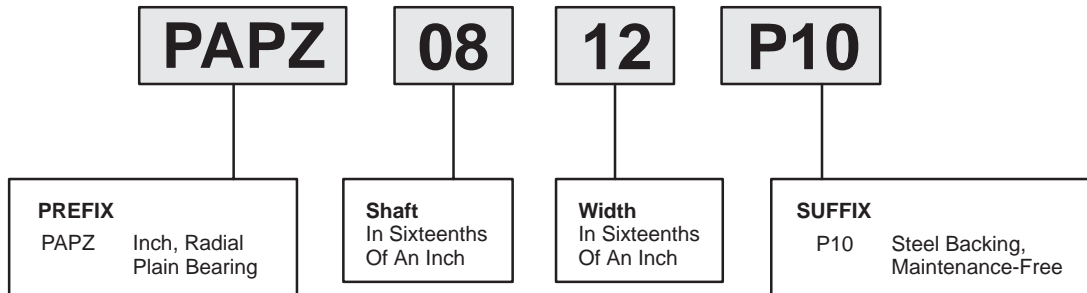 PAPZ 08 12 P10
PREFIX
PAPZ Inch, Radial
Plain Bearing
Shaft
In Sixteenths
Of An Inch
Width
In Sixteenths
Of An Inch
SUFFIX
P10 Steel Backing,
Maintenance-Free